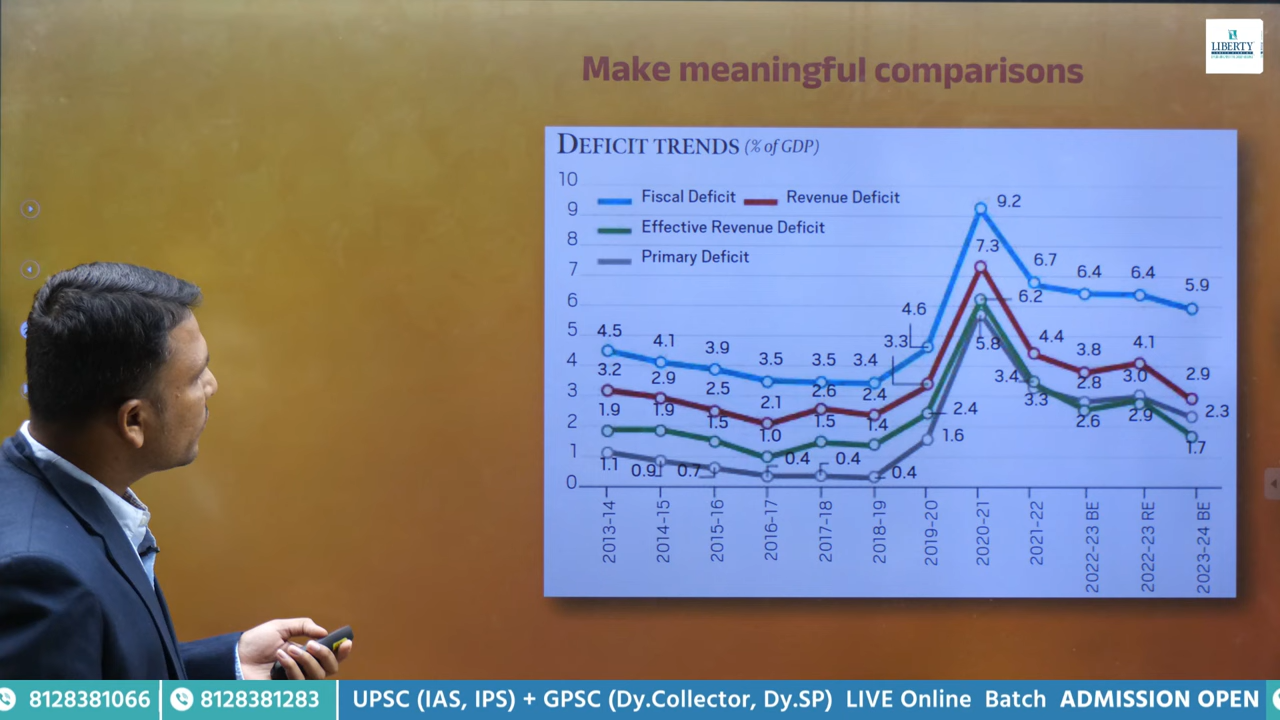 LIBERTY
Make meaningful comparisons
DEFICIT TRENDS (% of GDP)
Fiscal Deficit Revenue Deficit
Effective Revenue Deficit
Primary Deficit
10
9
8
7
6
5
4
3
2
1
0
4.5 4.1 3.9 3.5 3.5 3.4 4.6 9.2 6.7 6.4 6.4 5.9
3.2 2.9 2.5 2.1 2.6 2.4 3.3 7.3 4.4 3.8 4.1 2.9
1.9 1.9 1.5 1.0 1.5 1.4 2.4 6.2 3.4 2.6 2.9 1.7
1.1 0.9 0.7 0.4 0.4 0.4 1.6 5.8 3.3 2.8 3.0 2.3
2013-14
2014-15
2015-16
2016-17
2017-18
2018-19
2019-20
2020-21
2021-22
2022-23 BE
2022-23 RE
2023-24 BE
8128381066 8128381283 UPSC (IAS, IPS) + GPSC (Dy.Collector, Dy.SP) LIVE Online Batch ADMISSION OPEN